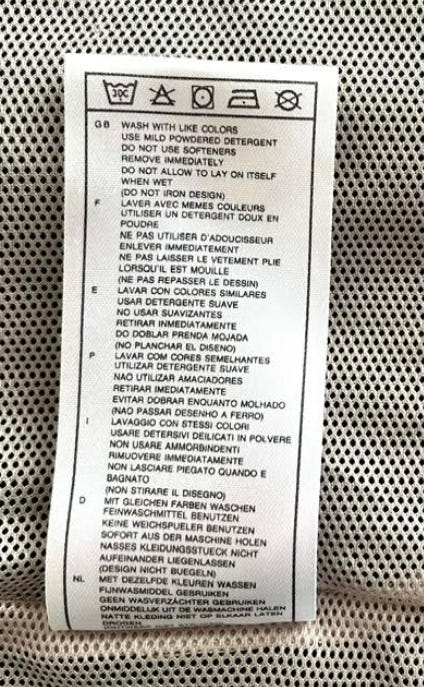 30C
GB WASH WITH LIKE COLORS
USE MILD POWDERED DETERGENT
DO NOT USE SOFTENERS
REMOVE IMMEDIATELY
DO NOT ALLOW TO LAY ON ITSELF
WHEN WET
(DO NOT IRON DESIGN)
F LAVER AVEC MEMES COULEURS
UTILISER UN DETERGENT DOUX EN
POUDRE
NE PAS UTILISER D'ADOUCISSEUR
ENLEVER IMMEDIATEMENT
NE PAS LAISSER LE VETEMENT PLIE
LORSQU'IL EST MOUILLE
(NE PAS REPASSER LE DESSIN)
E LAVAR CON COLORES SIMILARES
USAR DETERGENTE SUAVE
NO USAR SUAVIZANTES
RETIRAR INMEDIATAMENTE
DO DOBLAR PRENDA MOJADA
(NO PLANCHAR EL DISENO)
P LAVAR COM CORES SEMELHANTES
UTILIZAR DETERGENTE SUAVE
NAO UTILIZAR AMACIADORES
RETIRAR IMEDIATAMENTE
EVITAR DOBRAR ENQUANTO MOLHADO
(NAO PASSAR DESENHO A FERRO)
I LAVAGGIO CON STESSI COLORI
USARE DETERSIVI DEILICATI IN POLVERE
NON USARE AMMORBINDENTI
RIMUOVERE IMMEDIATAMENTE
NON LASCIARE PIEGATO QUANDO E
BAGNATO
(NON STIRARE IL DISEGNO)
D MIT GLEICHEN FARBEN WASCHEN
FEINWASCHMITTEL BENUTZEN
KEINE WEICHSPUELER BENUTZEN
SOFORT AUS DER MASCHINE HOLEN
NASSES KLEIDUNGSSTUECK NICHT
AUFEINANDER LIEGENLASSEN
(DESIGN NICHT BUEGELN)
NL MET DEZELFDE KLEUREN WASSEN
FIJNWASMIDDEL GEBRUIKEN
GEEN WASVERZACHTER GEBRUIKEN
ONMIDDELIJK UIT DE WASMACHINE HALEN
NATTE KLEDING NIET OP ELKAAR LATEN
DROGEN